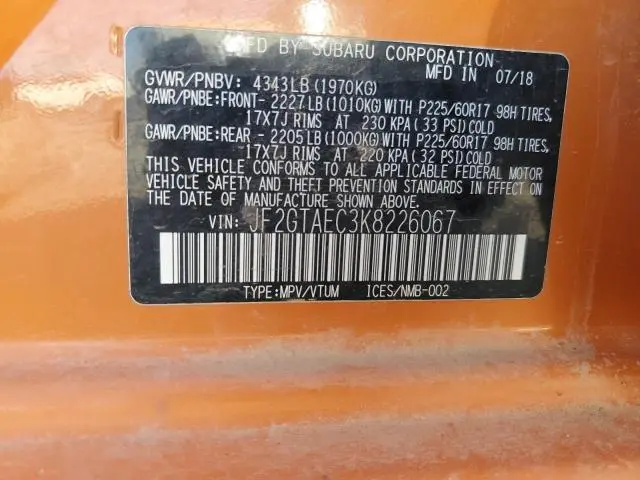 MFD BY SUBARU CORPORATION
MFD IN 07/18
GVWR/PNBV: 4343LB(1970KG)
GAWR/PNBE:FRONT- 2227LB(1010KG)WITH P225/60R17 98H TIRES,
17X7J RIMS AT 230 KPA(33 PSI)COLD
GAWR/PNBE:REAR - 2205LB(1000KG)WITH P225/60R17 98H TIRES,
17X7J RIMS AT 220 KPA(32 PSI)COLD
THIS VEHICLE CONFORMS TO ALL APPLICABLE FEDERAL MOTOR
VEHICLE SAFETY AND THEFT PREVENTION STANDARDS IN EFFECT ON
THE DATE OF MANUFACTURE SHOWN ABOVE.
VIN: JF2GTAEC3K8226067
TYPE:MPV/VTUM ICES/NMB-002